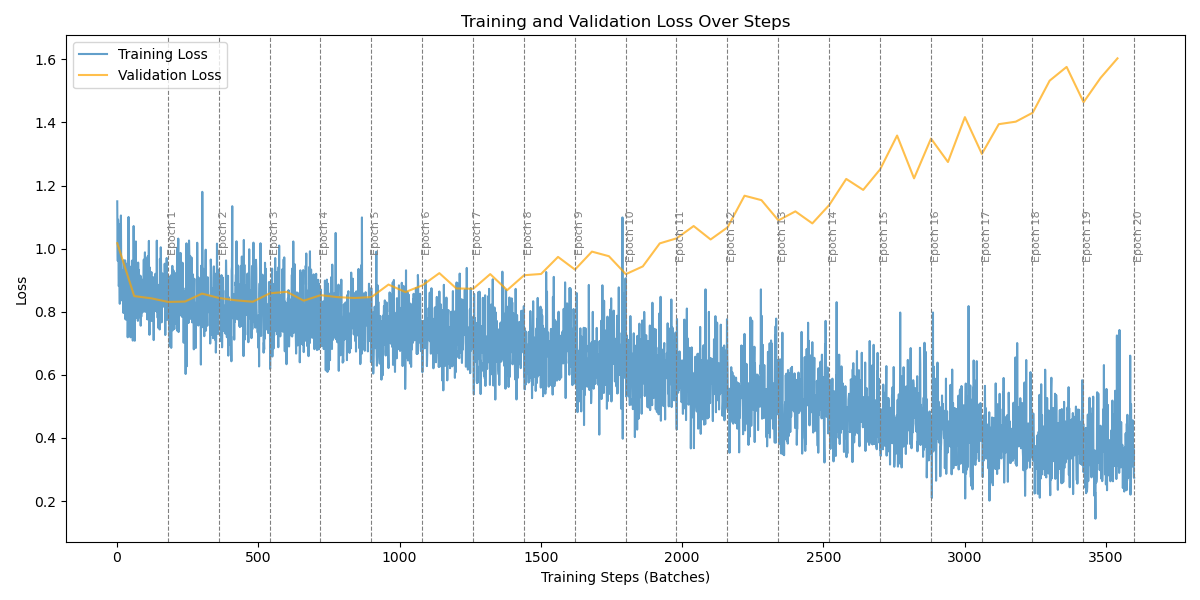 Training and Validation Loss Over Steps
Training Loss
Validation Loss
Loss
1.6
1.4
1.2
1.0
0.8
0.6
0.4
0.2
Epoch 1
Epoch 2
Epoch 3
Epoch 4
Epoch 5
Epoch 6
Epoch 7
Epoch 8
Epoch 9
Epoch 10
Epoch 11
Epoch 12
Epoch 13
Epoch 14
Epoch 15
Epoch 16
Epoch 17
Epoch 18
Epoch 19
Epoch 20
0
500
1000
1500
2000
2500
3000
3500
Training Steps (Batches)